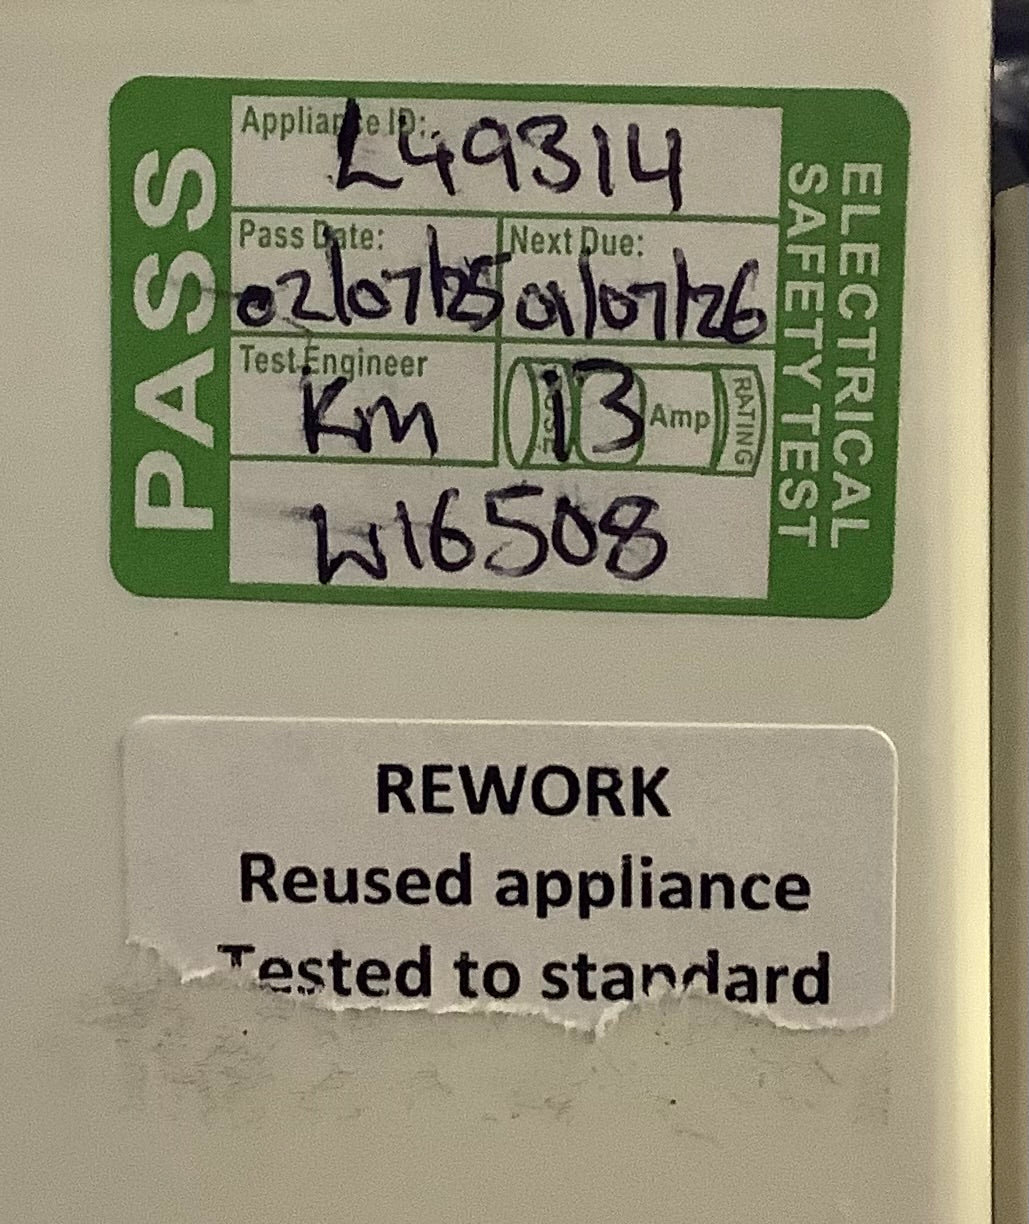 PASS
Appliance ID:
L49314
Pass Date:
02/07/25
Next Due:
01/07/26
Test Engineer
Km
FUSE
13
Amp
RATING
W16508
ELECTRICAL
SAFETY TEST
REWORK
Reused appliance
Tested to standard